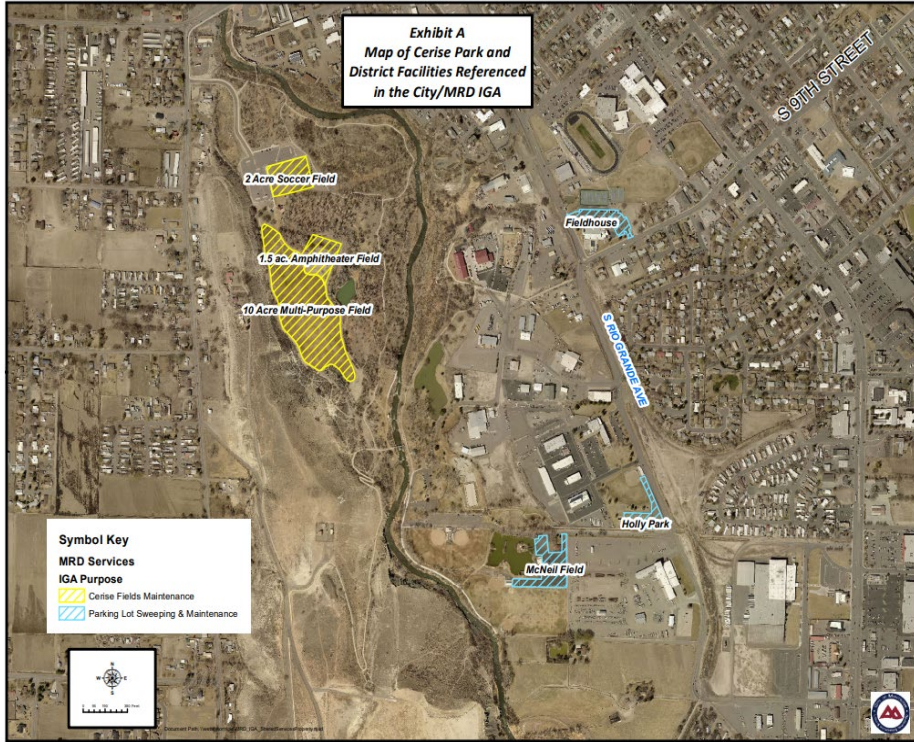 Exhibit A
Map of Cerise Park and
District Facilities Referenced
in the City/MRD IGA
S 9TH STREET
2 Acre Soccer Field
Fieldhouse
1.5 ac. Amphitheater Field
10 Acre Multi-Purpose Field
S RIO GRANDE AVE
Holly Park
McNeil Field
Symbol Key
MRD Services
IGA Purpose
Cerise Fields Maintenance
Parking Lot Sweeping & Maintenance
N
W E
S